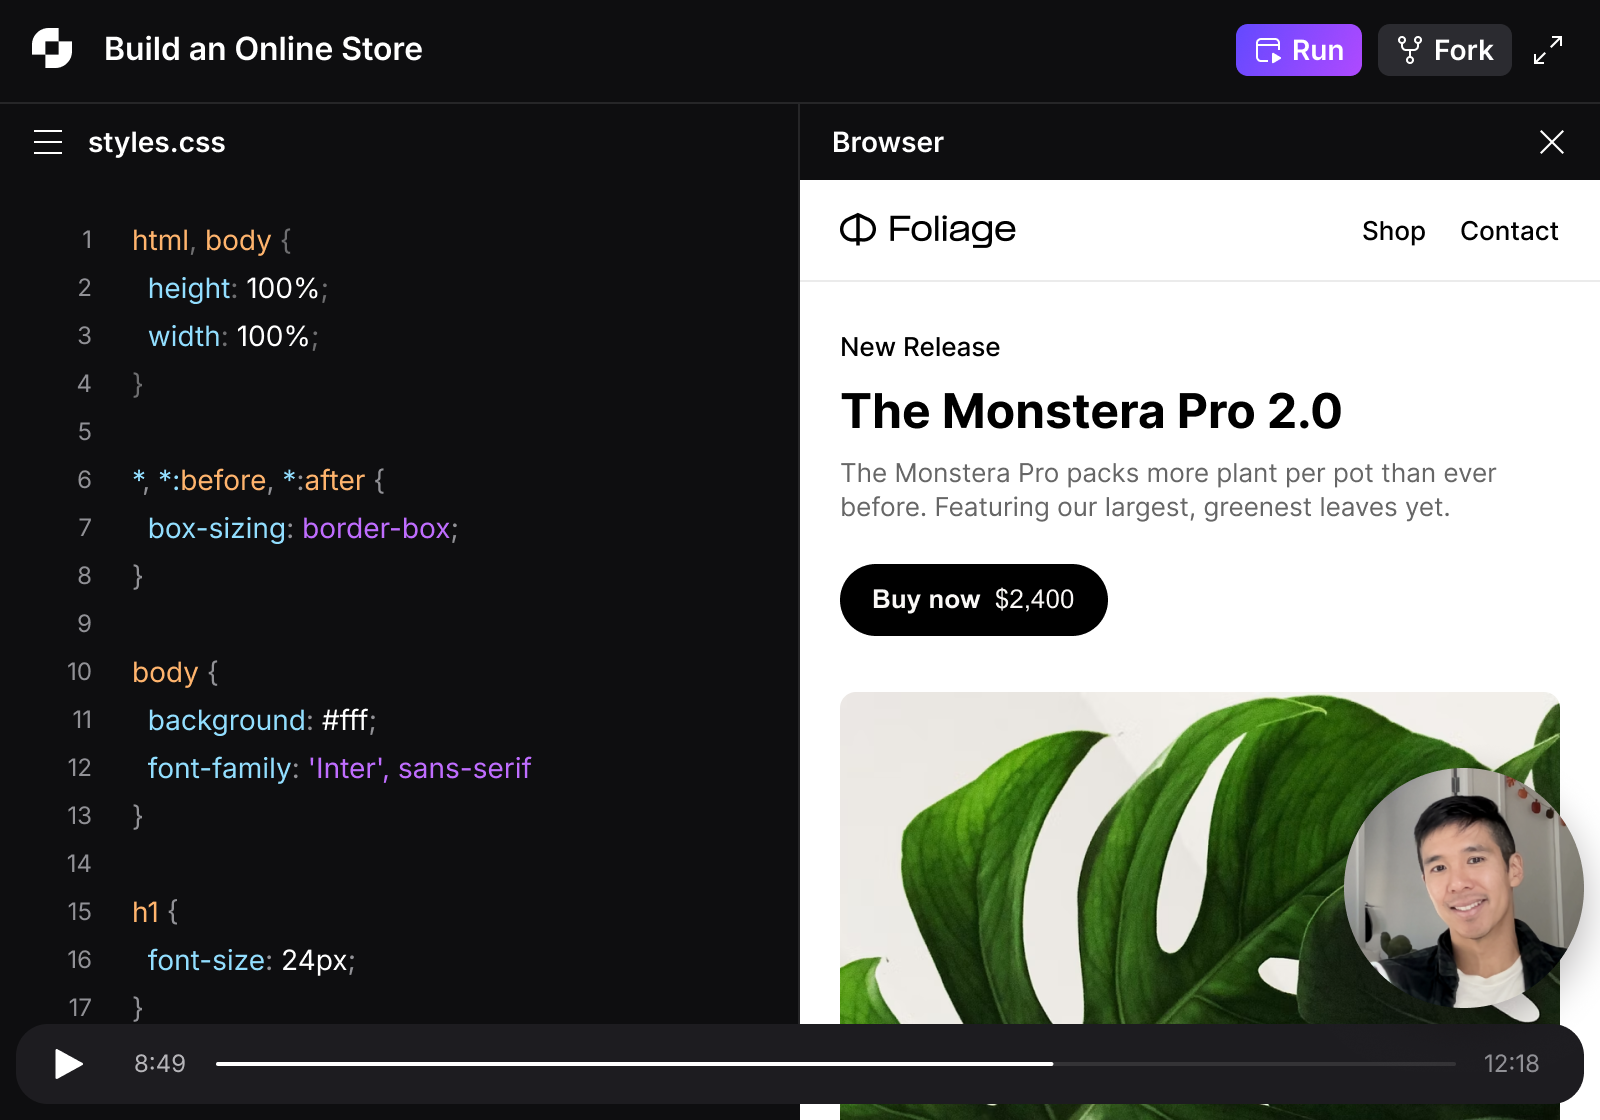 Build an Online Store
Run
Fork
styles.css
1 html, body {
2 height: 100%;
3 width: 100%;
4 }
5
6 *, *:before, *:after {
7 box-sizing: border-box;
8 }
9
10 body {
11 background: #fff;
12 font-family: 'Inter', sans-serif
13 }
14
15 h1 {
16 font-size: 24px;
17 }
Browser
Foliage
Shop
Contact
New Release
The Monstera Pro 2.0
The Monstera Pro packs more plant per pot than ever
before. Featuring our largest, greenest leaves yet.
Buy now $2,400
8:49
12:18